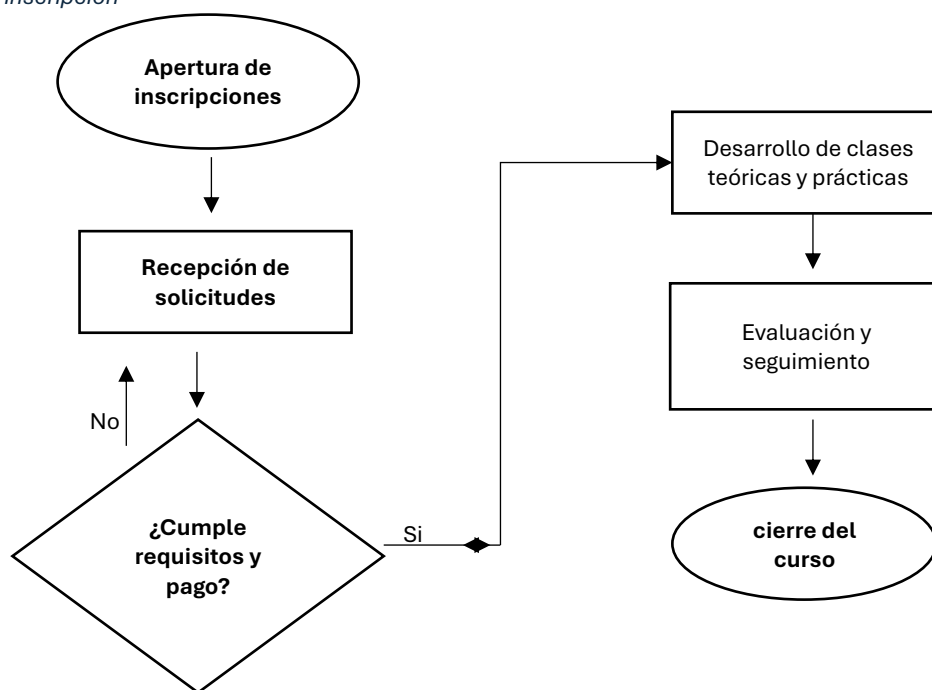 inscripción
Apertura de
inscripciones
Recepción de
solicitudes
No
¿Cumple
requisitos y
pago?
Si
Desarrollo de clases
teóricas y prácticas
Evaluación y
seguimiento
cierre del
curso